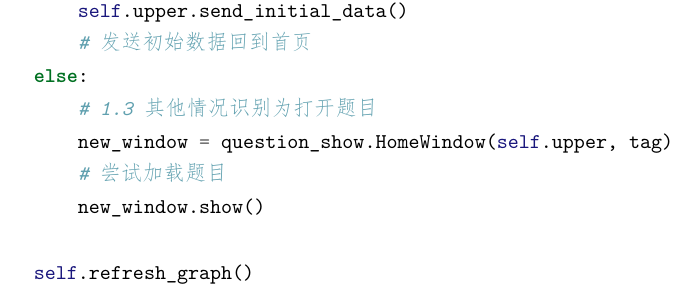 self.upper.send_initial_data()
# 发送初始数据回到首页
else:
# 1.3 其他情况识别为打开题目
new_window = question_show.HomeWindow(self.upper, tag)
# 尝试加载题目
new_window.show()
self.refresh_graph()